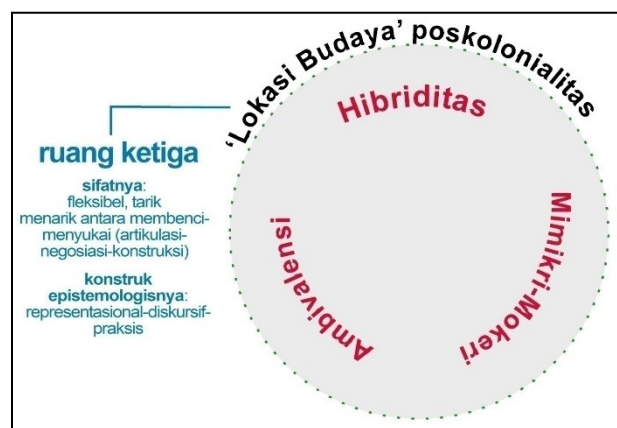 ‘Lokasi Budaya’ poskolonialitas
Hibriditas
ruang ketiga
sifatnya:
fleksibel, tarik
menarik antara membenci-
menyukai (artikulasi-
negosiasi-konstruksi)
konstruk
epistemologisnya:
representasional-diskursif-
praksis
Ambivalensi
Mimikri-Mokeri